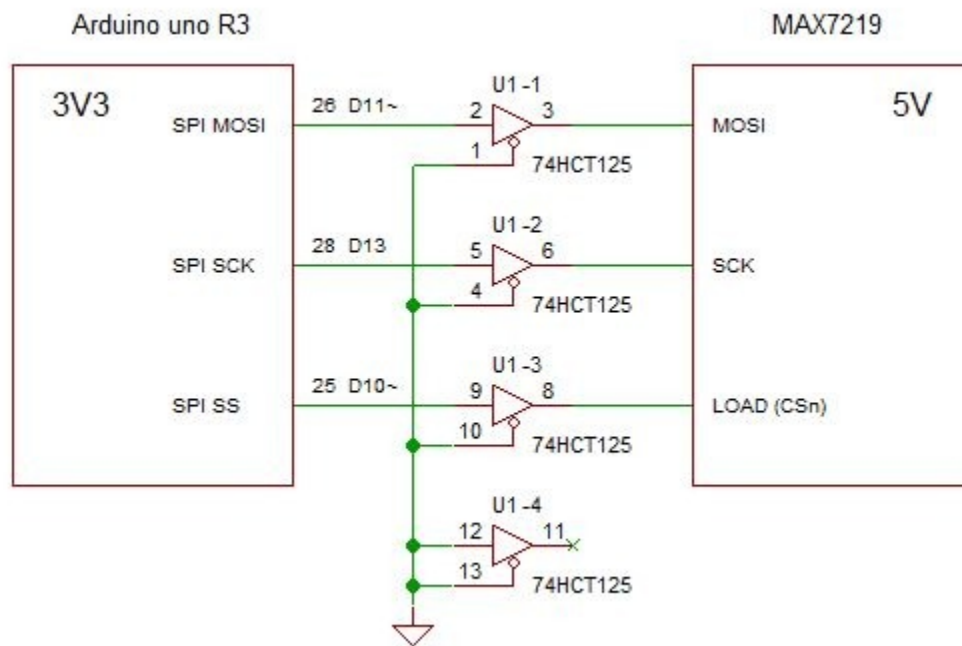 Arduino uno R3
MAX7219
3V3
5V
SPI MOSI
26 D11~
U1-1
2
3
1
74HCT125
MOSI
SPI SCK
28 D13
U1-2
5
6
4
74HCT125
SCK
SPI SS
25 D10~
U1-3
9
8
10
74HCT125
LOAD (CSn)
U1-4
12
11
13
74HCT125